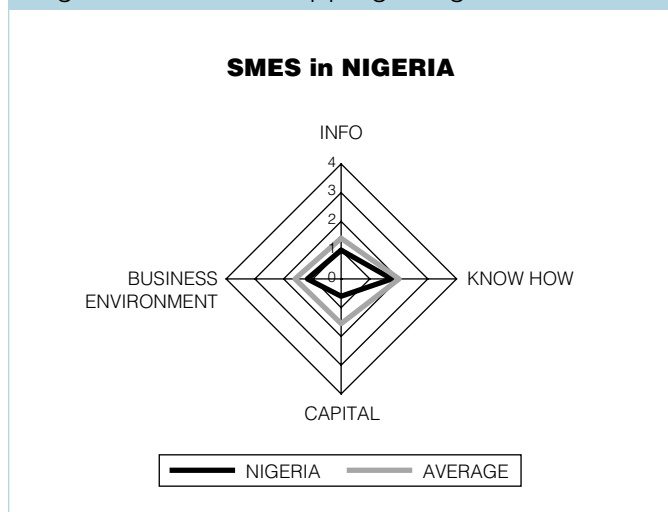 SMES in NIGERIA
INFO
4
3
2
1
0
BUSINESS
ENVIRONMENT
KNOW HOW
CAPITAL
NIGERIA AVERAGE